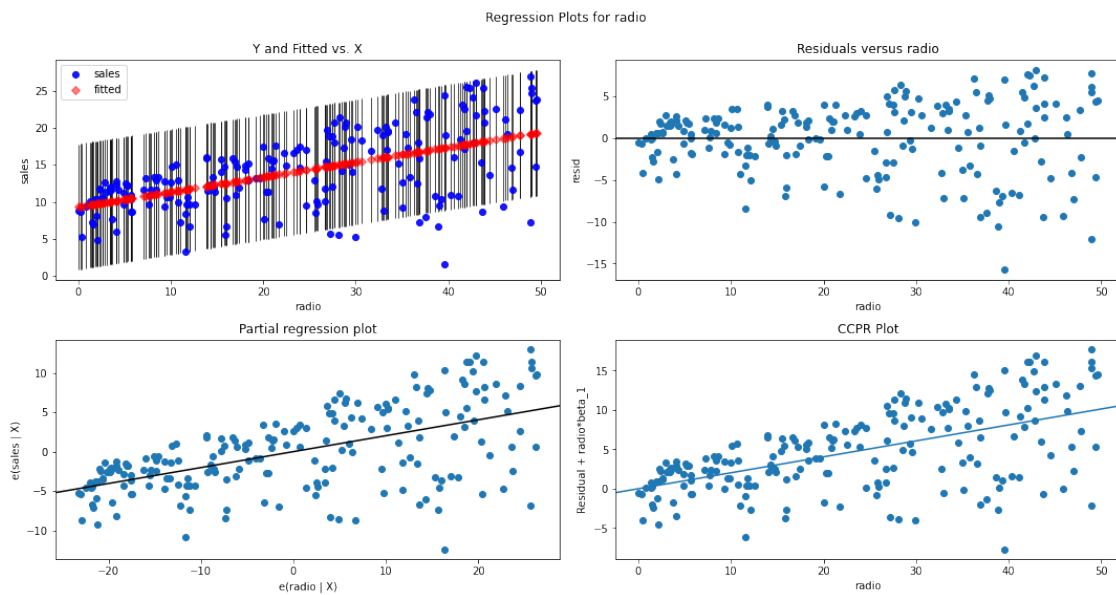 Regression Plots for radio
Y and Fitted vs. X
sales
fitted
25
20
15
10
5
0
sales
0 10 20 30 40 50
radio
Residuals versus radio
5
0
−5
−10
−15
resid
0 10 20 30 40 50
radio
Partial regression plot
10
5
0
−5
−10
e(sales | X)
−20 −10 0 10 20
e(radio | X)
CCPR Plot
15
10
5
0
−5
Residual + radio*beta_1
0 10 20 30 40 50
radio